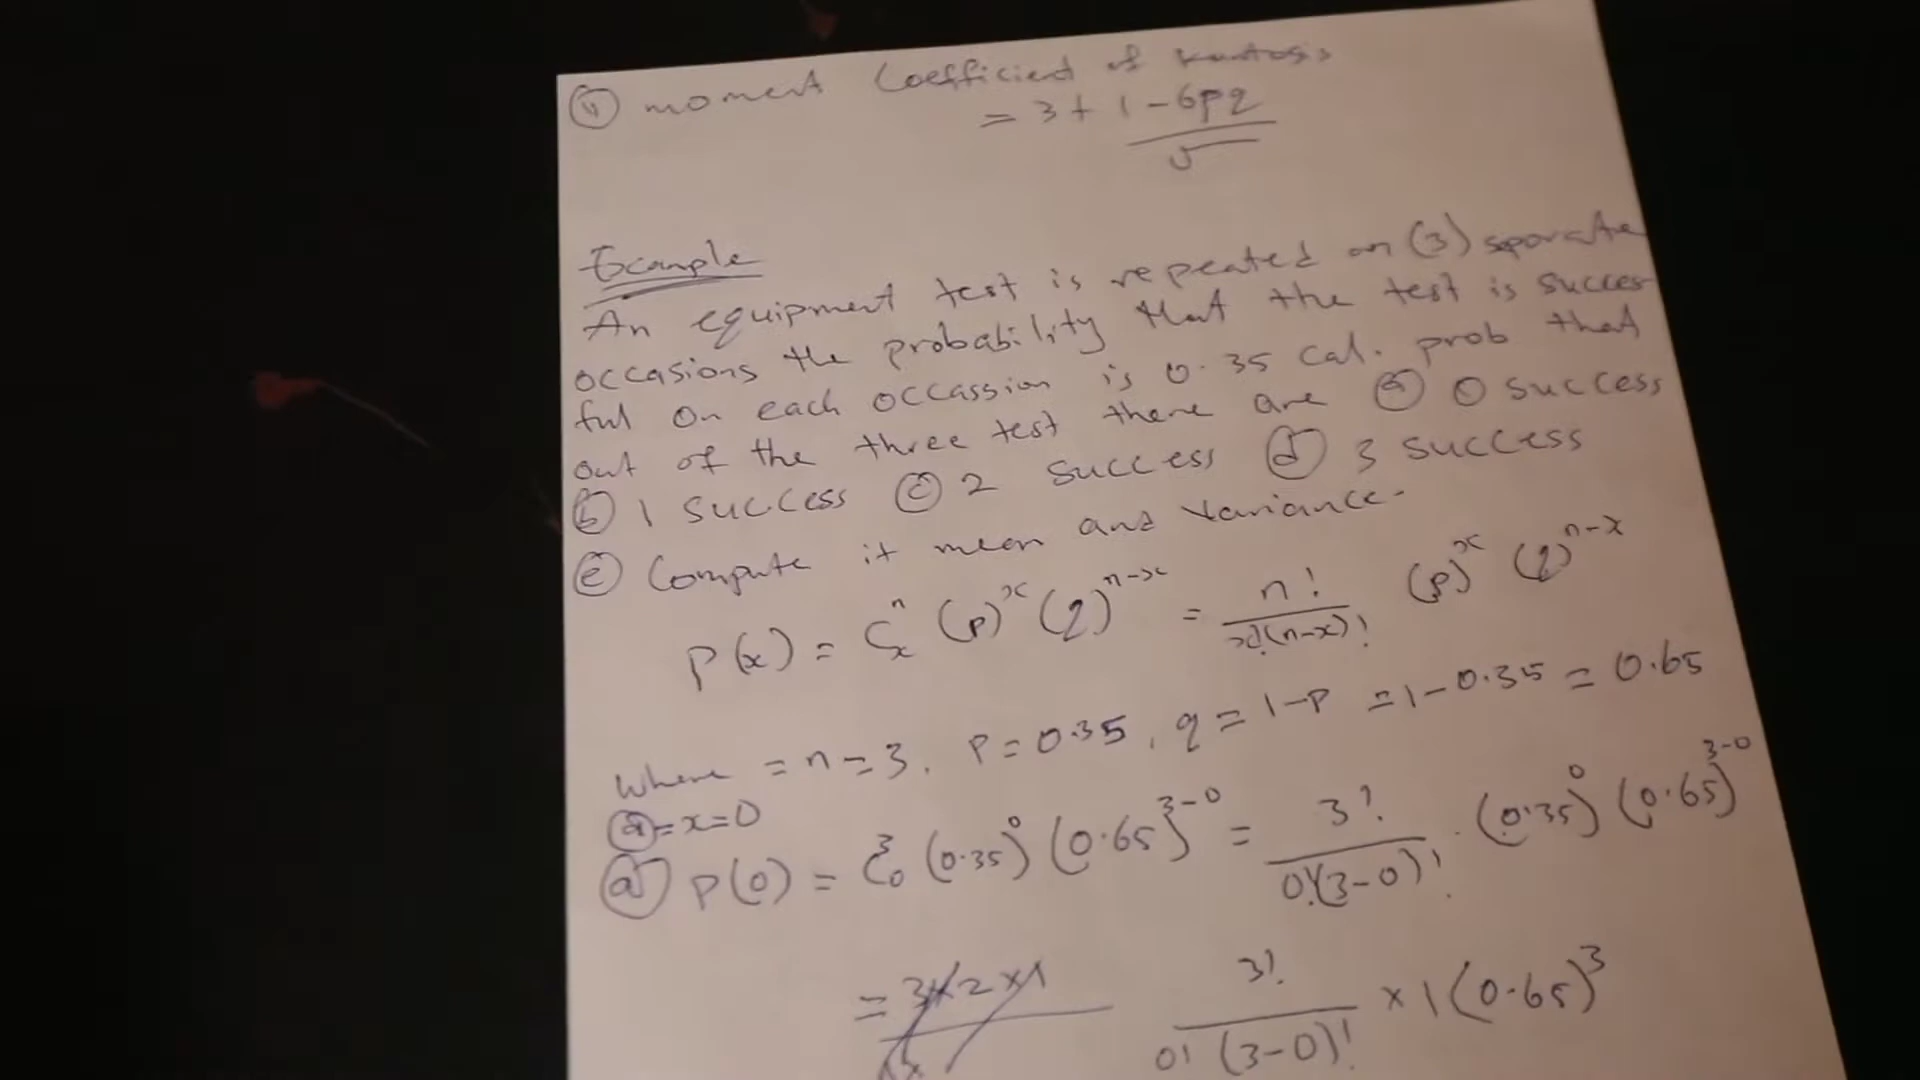 (v) moment Coefficient of Kurtosis
= 3 + 1 - 6pq
√
Example
An equipment test is repeated on (3) separate
occasions the probability that the test is succes
ful on each occassion is 0.35 Cal. prob that
out of the three test there are (a) 0 success
(b) 1 success (c) 2 success (d) 3 success
(e) Compute it mean and variance.
P(x) = C^n_x (p)^x (q)^{n-x} = n!/x!(n-x)! (p)^x (q)^{n-x}
Where = n = 3, P = 0.35, q = 1-P = 1-0.35 = 0.65
(a) = x = 0
(a) P(0) = C^3_0 (0.35)^0 (0.65)^{3-0} = 3!/0!(3-0)! . (0.35)^0 (0.65)^{3-0}
= 3x2x1 3!/0!(3-0)! x 1(0.65)^3